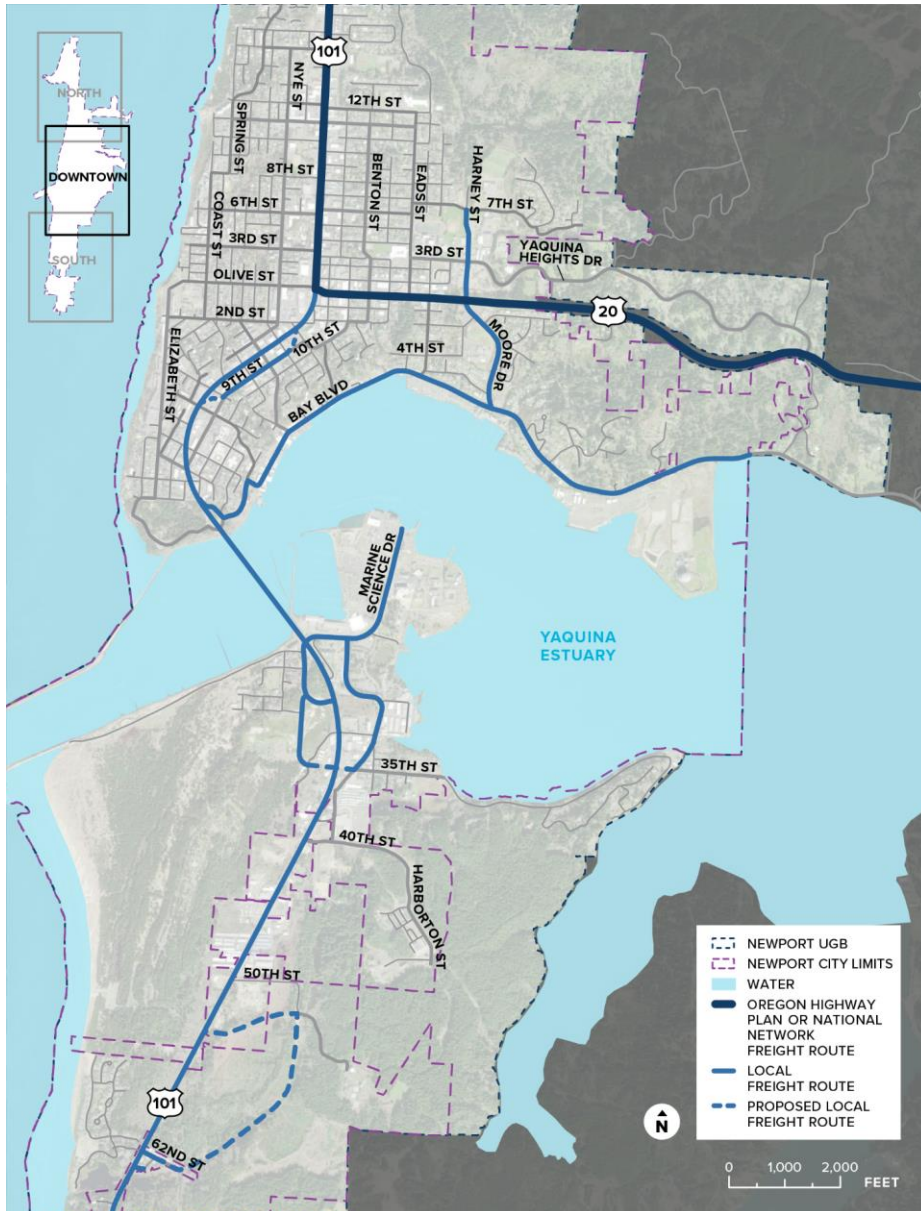 NORTH
DOWNTOWN
SOUTH
101
NYE ST
12TH ST
SPRING ST
8TH ST
BENTON ST
EADS ST
HARNEY ST
COAST ST
6TH ST
7TH ST
3RD ST
3RD ST
YAQUINA
HEIGHTS DR
OLIVE ST
20
2ND ST
ELIZABETH ST
9TH ST
10TH ST
4TH ST
MOORE DR
BAY BLVD
MARINE
SCIENCE DR
YAQUINA
ESTUARY
35TH ST
40TH ST
HARBORTON ST
50TH ST
101
62ND ST
NEWPORT UGB
NEWPORT CITY LIMITS
WATER
OREGON HIGHWAY
PLAN OR NATIONAL
NETWORK
FREIGHT ROUTE
LOCAL
FREIGHT ROUTE
PROPOSED LOCAL
FREIGHT ROUTE
N
0 1,000 2,000
FEET